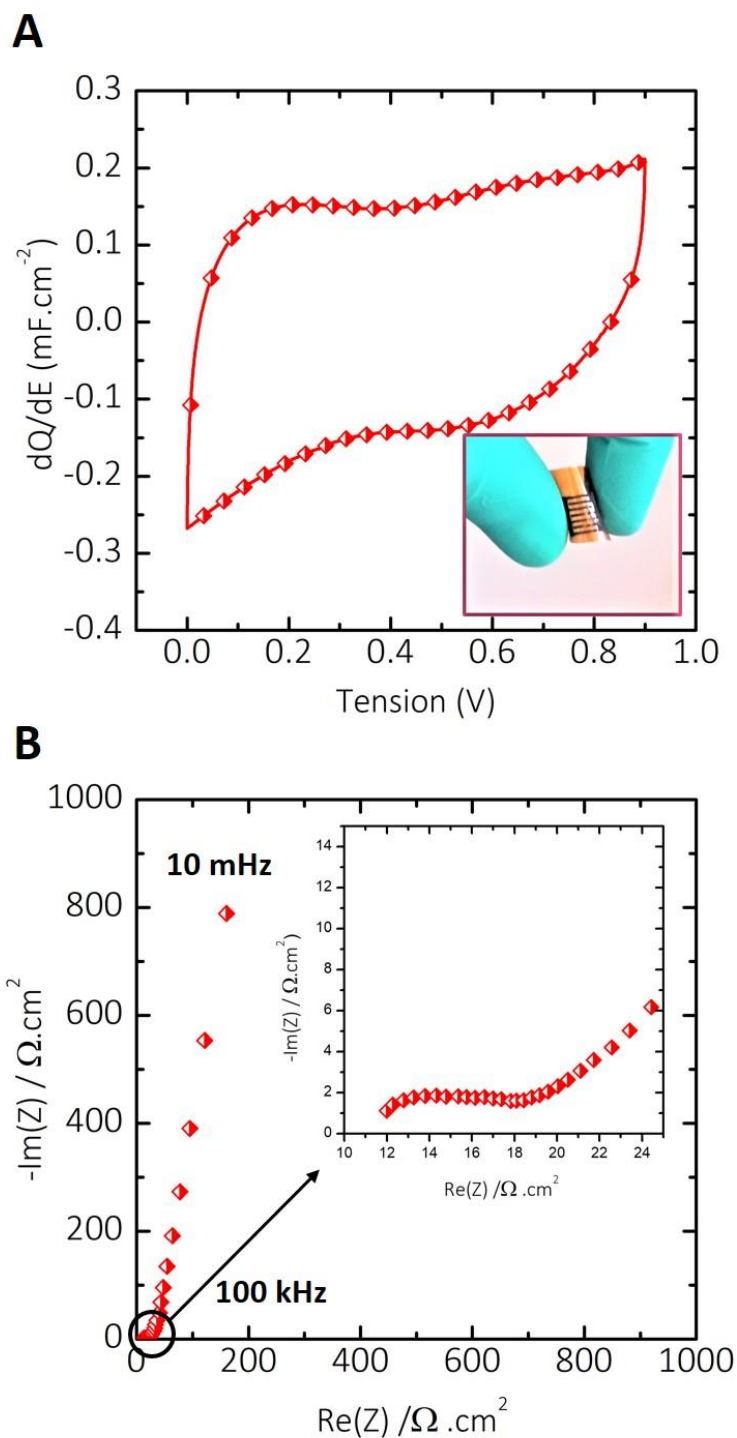 A
0.3
0.2
0.1
0.0
-0.1
-0.2
-0.3
-0.4
dQ/dE (mF.cm⁻²)
0.0 0.2 0.4 0.6 0.8 1.0
Tension (V)
B
1000
800
600
400
200
0
-Im(Z) / Ω.cm²
10 mHz
100 kHz
14
12
10
8
6
4
2
0
-Im(Z) / Ω.cm²)
10 12 14 16 18 20 22 24
Re(Z) /Ω .cm²
0 200 400 600 800 1000
Re(Z) /Ω .cm²